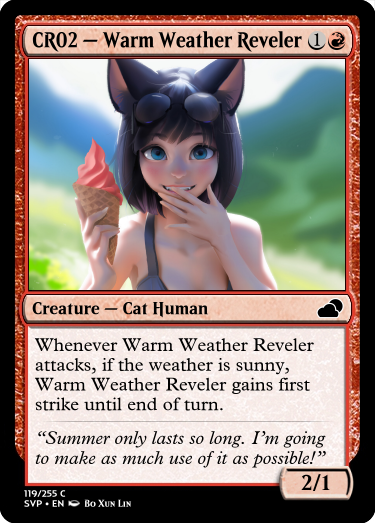 CR02 — Warm Weather Reveler 1
Creature — Cat Human
Whenever Warm Weather Reveler
attacks, if the weather is sunny,
Warm Weather Reveler gains first
strike until end of turn.
“Summer only lasts so long. I’m going
to make as much use of it as possible!”
2/1
119/255 C
SVP • EN Bo Xun Lin